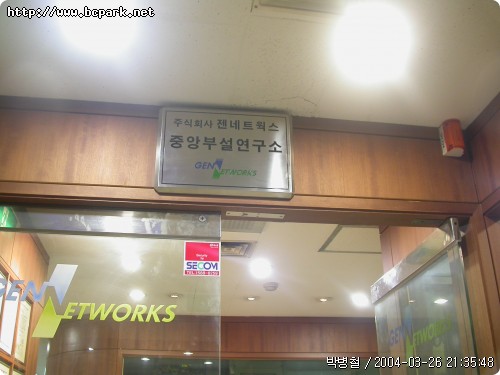 http://www.bcpark.net
주식회사 젠네트웍스
중앙부설연구소
GEN NETWORKS
SECOM
GEN NETWORKS
GEN
박병철 / 2004-03-26 21:35:48